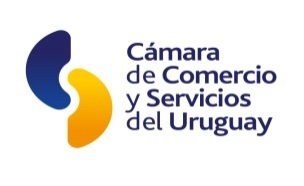 Cámara
de Comercio
y Servicios
del Uruguay